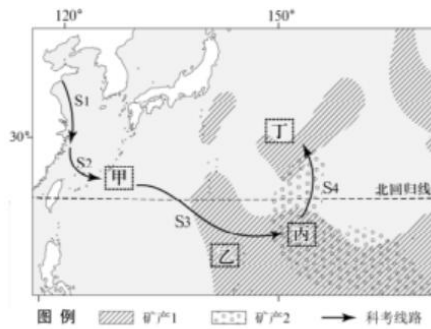 120° 150°
S1
丁
30°
S2
甲
S4
北回归线
S3
丙
乙
图例 矿产1 矿产2 科考线路